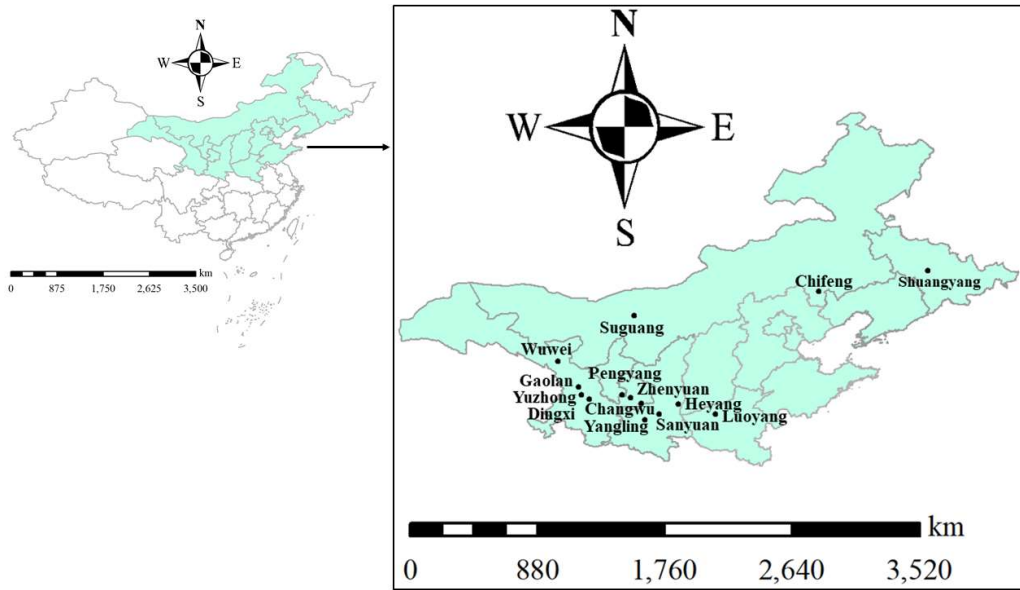 N
W E
S
km
0 875 1,750 2,625 3,500
N
W E
S
Chifeng
Shuangyang
Suguang
Wuwei
Pengyang
Gaolan
Zhenyuan
Yuzhong
Heyang
Dingxi
Changwu
Luoyang
Yangling
Sanyuan
km
0 880 1,760 2,640 3,520